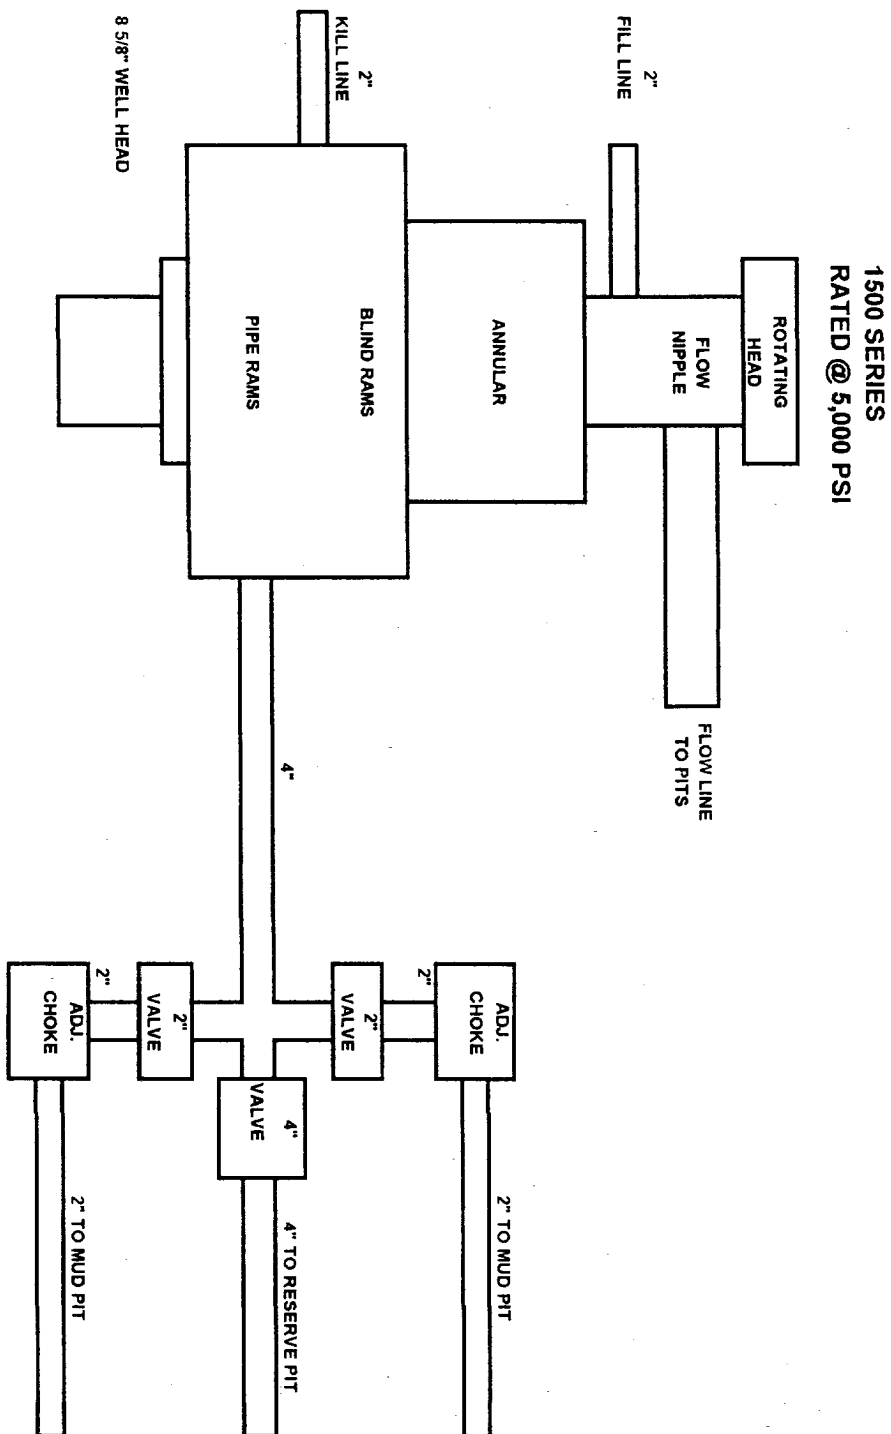 1500 SERIES
RATED @ 5,000 PSI
ROTATING
HEAD
2"
FILL LINE
FLOW
NIPPLE
FLOW LINE
TO PITS
ANNULAR
2"
KILL LINE
BLIND RAMS
PIPE RAMS
8 5/8" WELL HEAD
4"
ADJ.
CHOKE
2"
2" TO MUD PIT
2"
VALVE
4"
VALVE
4" TO RESERVE PIT
2"
VALVE
2"
ADJ.
CHOKE
2" TO MUD PIT